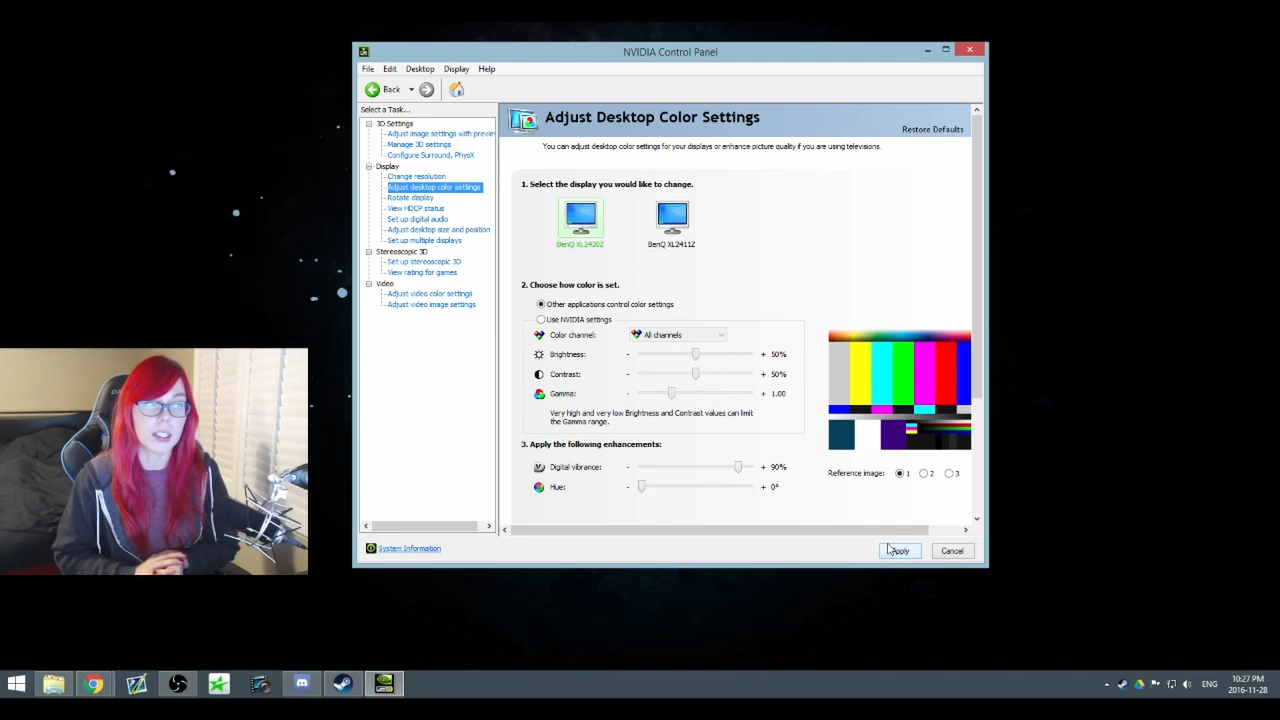 NVIDIA Control Panel
File Edit Desktop Display Help
Back
Select a Task...
3D Settings
Adjust image settings with preview
Manage 3D settings
Configure Surround, PhysX
Display
Change resolution
Adjust desktop color settings
Rotate display
View HDCP status
Set up digital audio
Adjust desktop size and position
Set up multiple displays
Stereoscopic 3D
Set up stereoscopic 3D
View rating for games
Video
Adjust video color settings
Adjust video image settings
System Information
Adjust Desktop Color Settings
Restore Defaults
You can adjust desktop color settings for your displays or enhance picture quality if you are using televisions.
1. Select the display you would like to change.
BenQ XL2420Z BenQ XL2411Z
2. Choose how color is set.
Other applications control color settings
Use NVIDIA settings
Color channel: All channels
Brightness: - + 50%
Contrast: - + 50%
Gamma: - + 1.00
Very high and very low Brightness and Contrast values can limit
the Gamma range.
3. Apply the following enhancements:
Digital vibrance: - + 90%
Hue: - + 0°
Reference image: 1 2 3
Apply Cancel
ENG
10:27 PM
2016-11-28